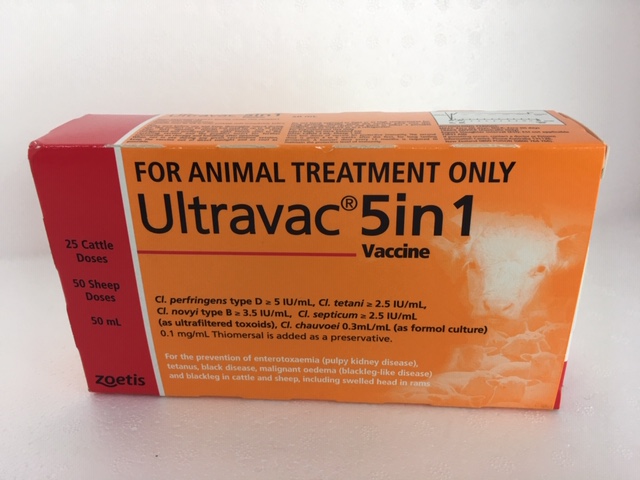 Ultravac
FOR ANIMAL TREATMENT ONLY
Ultravac® 5in1
Vaccine
25 Cattle
Doses
50 Sheep
Doses
50 mL
Cl. perfringens type D ≥ 5 IU/mL, Cl. tetani ≥ 2.5 IU/mL,
Cl. novyi type B ≥ 3.5 IU/mL, Cl. septicum ≥ 2.5 IU/mL
(as ultrafiltered toxoids), Cl. chauvoei 0.3mL/mL (as formol culture)
0.1 mg/mL Thiomersal is added as a preservative.
For the prevention of enterotoxaemia (pulpy kidney disease),
tetanus, black disease, malignant oedema (blackleg-like disease)
and blackleg in cattle and sheep, including swelled head in rams
zoetis